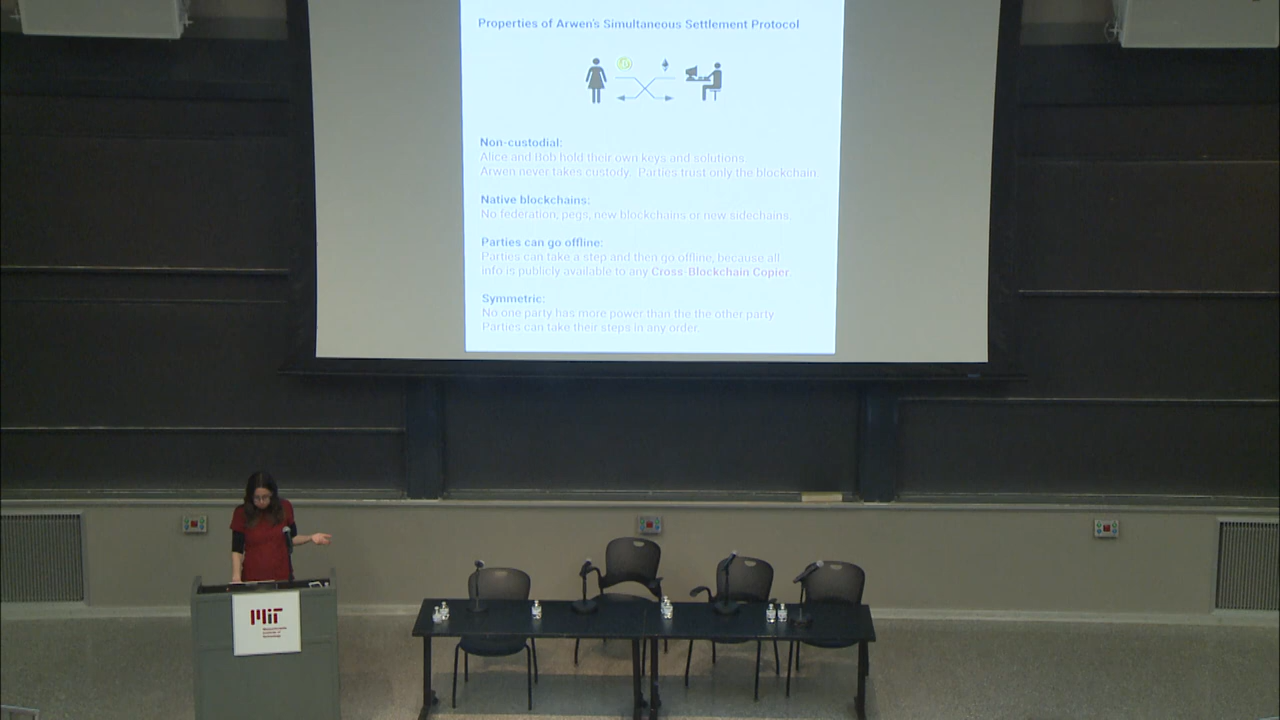 Properties of Arwen's Simultaneous Settlement Protocol
Non-custodial:
Alice and Bob hold their own keys and solutions
Arwen never takes custody. Parties trust only the blockchain
Native blockchains:
No federation, pegs, new blockchains or new sidechains.
Parties can go offline:
Parties can take a step and then go offline, because all
info is publicly available to any Cross-Blockchain Copier.
Symmetric:
No one party has more power than the the other party
Parties can take their steps in any order.
MIT
Massachusetts
Institute of
Technology